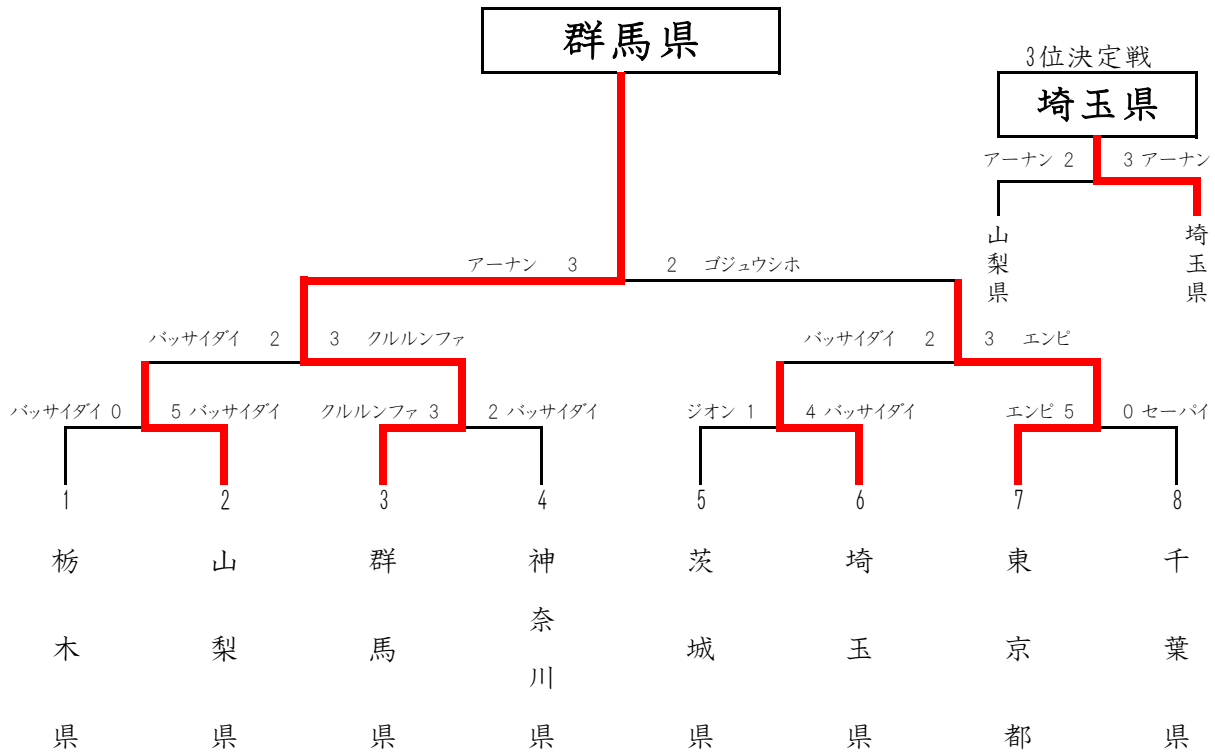 群馬県
3位決定戦
埼玉県
アーナン 2 3 アーナン
山梨県 埼玉県
アーナン 3 2 ゴジュウシホ
バッサイダイ 2 3 クルルンファ バッサイダイ 2 3 エンピ
バッサイダイ 0 5 バッサイダイ クルルンファ 3 2 バッサイダイ ジオン 1 4 バッサイダイ エンピ 5 0 セーパイ
1 2 3 4 5 6 7 8
栃木県 山梨県 群馬県 神奈川県 茨城県 埼玉県 東京都 千葉県